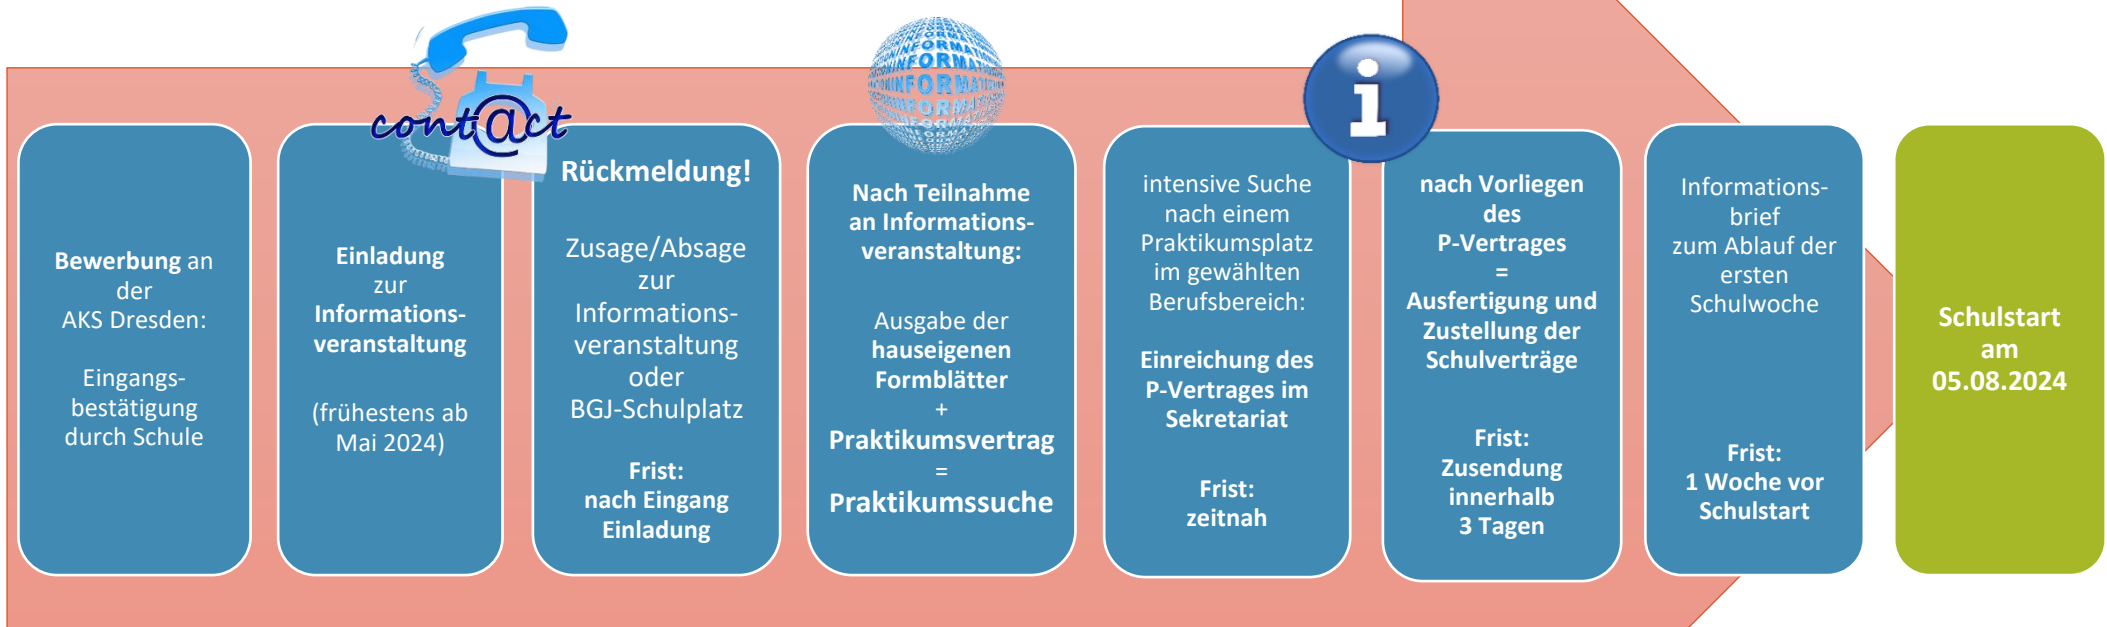 cont@ct
INFORMATION
Bewerbung an
der
AKS Dresden:
Eingangs-
bestätigung
durch Schule
Einladung
zur
Informations-
veranstaltung
(frühestens ab
Mai 2024)
Rückmeldung!
Zusage/Absage
zur
Informations-
veranstaltung
oder
BGJ-Schulplatz
Frist:
nach Eingang
Einladung
Nach Teilnahme
an Informations-
veranstaltung:
Ausgabe der
hauseigenen
Formblätter
+
Praktikumsvertrag
=
Praktikumssuche
intensive Suche
nach einem
Praktikumsplatz
im gewählten
Berufsbereich:
Einreichung des
P-Vertrages im
Sekretariat
Frist:
zeitnah
i
nach Vorliegen
des
P-Vertrages
=
Ausfertigung und
Zustellung der
Schulverträge
Frist:
Zusendung
innerhalb
3 Tagen
Informations-
brief
zum Ablauf der
ersten
Schulwoche
Frist:
1 Woche vor
Schulstart
Schulstart
am
05.08.2024